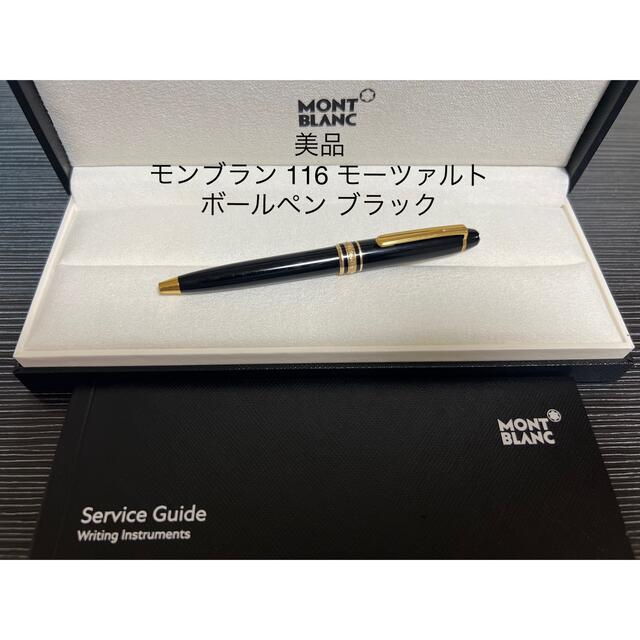 MONT
BLANC
美品
モンブラン 116 モーツァルト
ボールペン ブラック
MONT
BLANC
Service Guide
Writing Instruments